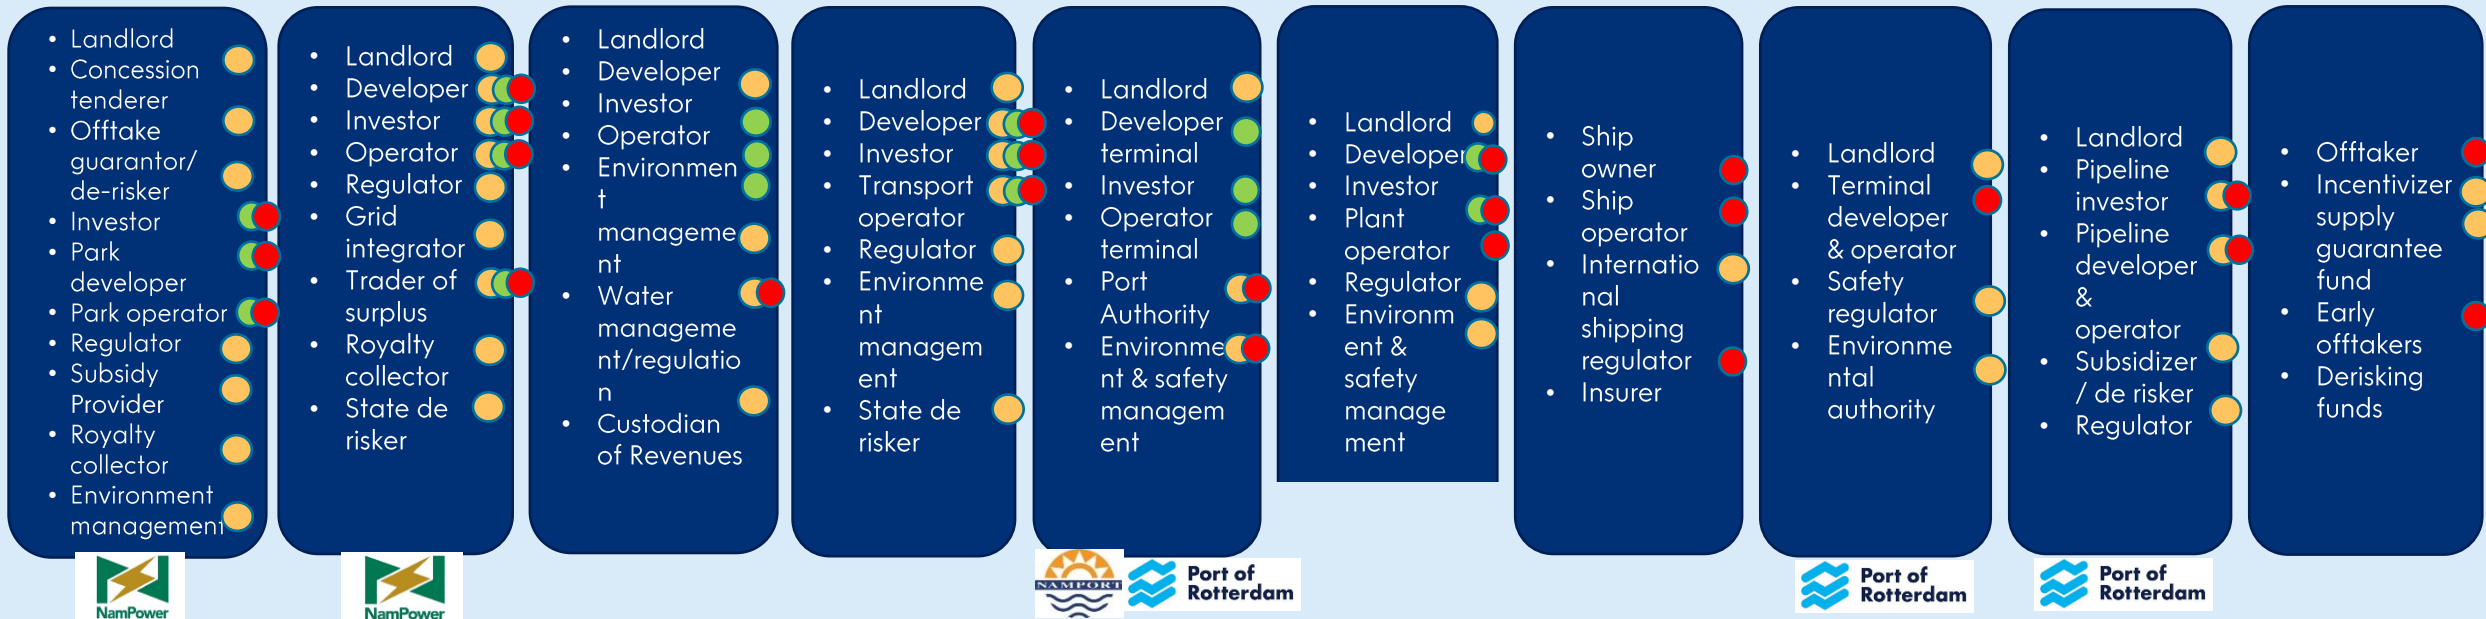 • Landlord
• Concession
tenderer
• Offtake
guarantor/
de-risker
• Investor
• Park
developer
• Park operator
• Regulator
• Subsidy
Provider
• Royalty
collector
• Environment
management
NamPower
• Landlord
• Developer
• Investor
• Operator
• Regulator
• Grid
integrator
• Trader of
surplus
• Royalty
collector
• State de
risker
NamPower
• Landlord
• Developer
• Investor
• Operator
• Environmen
t
manageme
nt
• Water
manageme
nt/regulatio
n
• Custodian
of Revenues
• Landlord
• Developer
• Investor
• Transport
operator
• Regulator
• Environme
nt
managem
ent
• State de
risker
• Landlord
• Developer
terminal
• Investor
• Operator
terminal
• Port
Authority
• Environme
nt & safety
managem
ent
NAMPORT
Port of
Rotterdam
• Landlord
• Developer
• Investor
• Plant
operator
• Regulator
• Environm
ent &
safety
manage
ment
• Ship
owner
• Ship
operator
• Internatio
nal
shipping
regulator
• Insurer
• Landlord
• Terminal
developer
& operator
• Safety
regulator
• Environme
ntal
authority
Port of
Rotterdam
• Landlord
• Pipeline
investor
• Pipeline
developer
&
operator
• Subsidizer
/ de risker
• Regulator
Port of
Rotterdam
• Offtaker
• Incentivizer
supply
guarantee
fund
• Early
offtakers
• Derisking
funds